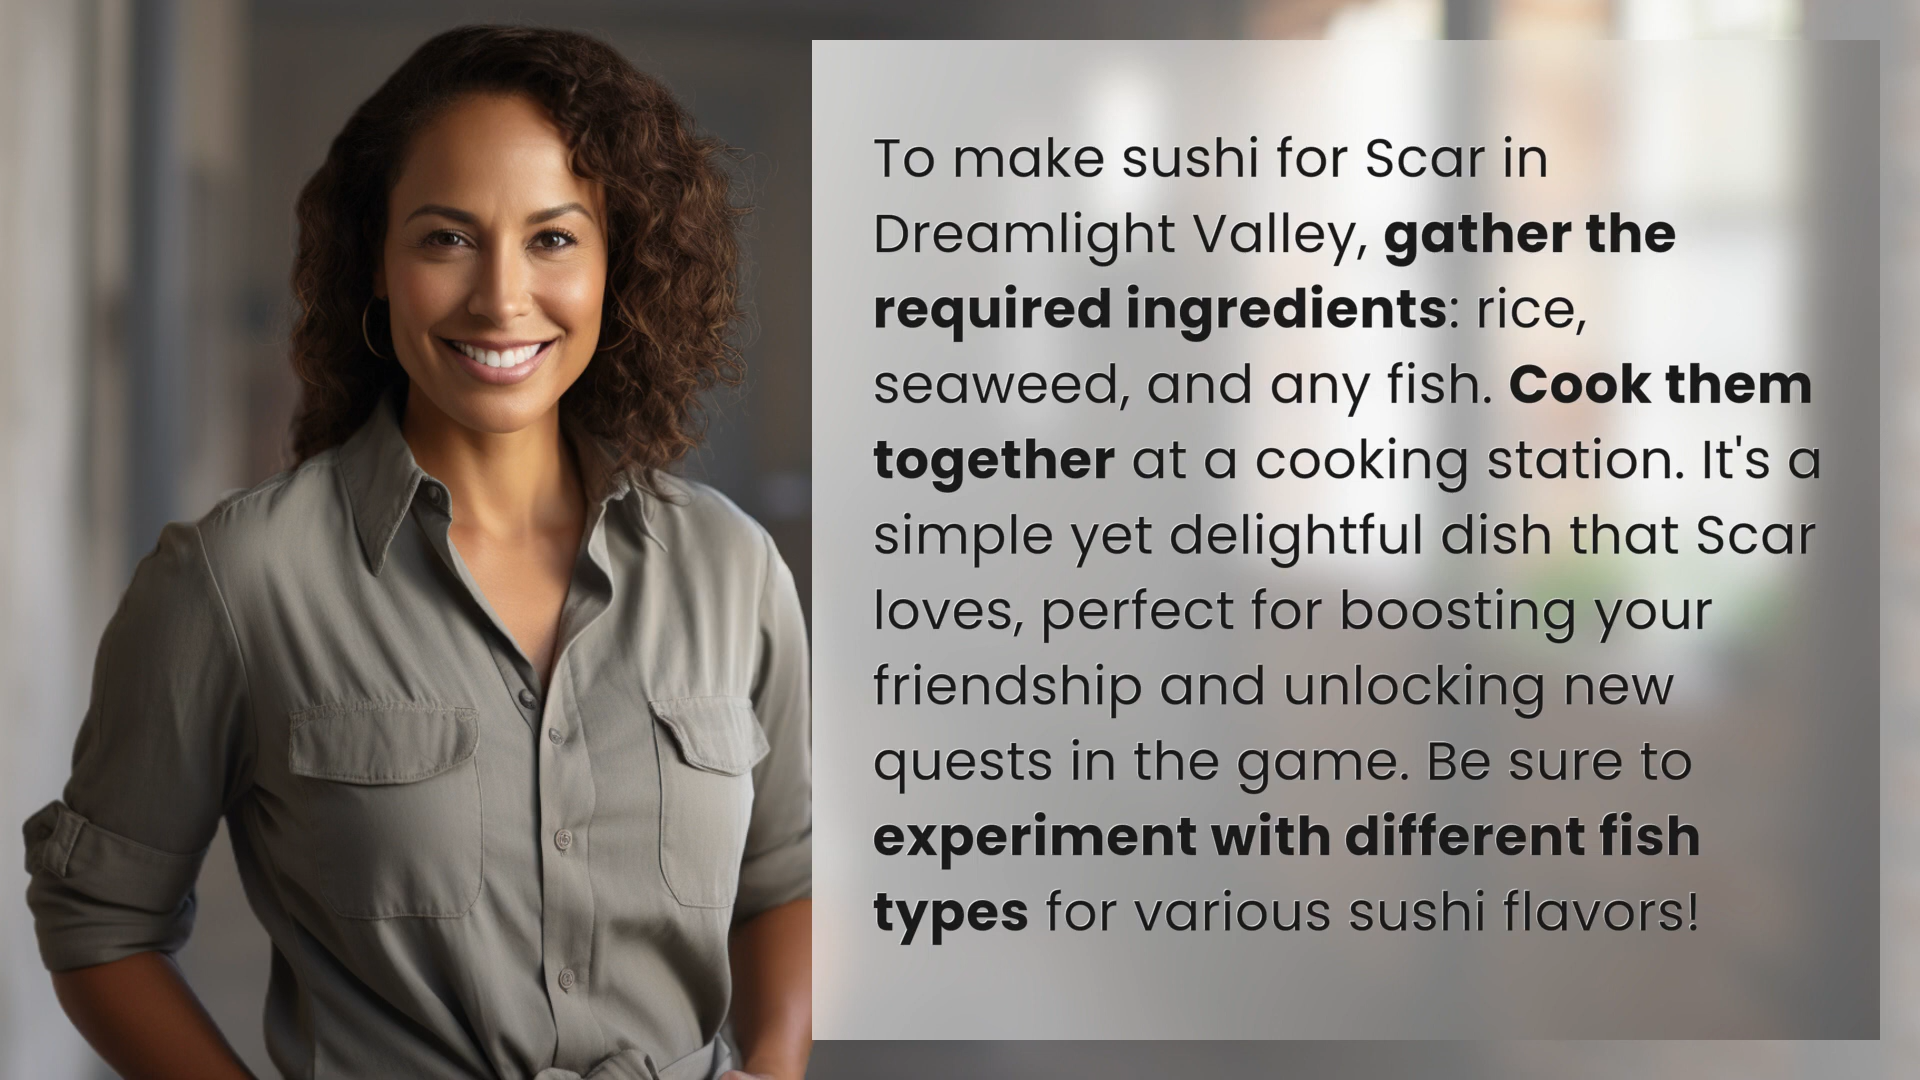 To make sushi for Scar in
Dreamlight Valley, gather the
required ingredients: rice,
seaweed, and any fish. Cook them
together at a cooking station. It's a
simple yet delightful dish that Scar
loves, perfect for boosting your
friendship and unlocking new
quests in the game. Be sure to
experiment with different fish
types for various sushi flavors!